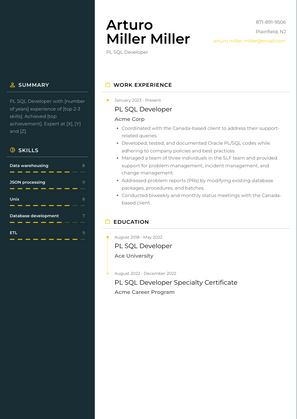 Arturo
Miller Miller
PL SQL Developer
871-891-9506
Plainfield, NJ
arturo.miller.miller@email.com
SUMMARY
PL SQL Developer with [number
of years] experience of [top 2-3
skills]. Achieved [top
achievement]. Expert at [X], [Y]
and [Z]
SKILLS
Data warehousing
JSON processing
Unix
Database development
ETL
WORK EXPERIENCE
January 2023 - Present
PL SQL Developer
Acme Corp
• Coordinated with the Canada-based client to address their support-
related queries.
• Developed, tested, and documented Oracle PL/SQL codes while
adhering to company policies and best practices.
• Managed a team of three individuals in the SLF team and provided
support for problem management, incident management, and
change management.
• Addressed problem reports (PRs) by modifying existing database
packages, procedures, and batches.
• Conducted biweekly and monthly status meetings with the Canada-
based client.
EDUCATION
August 2018 - May 2022
PL SQL Developer
Ace University
August 2022 - December 2022
PL SQL Developer Specialty Certificate
Acme Career Program